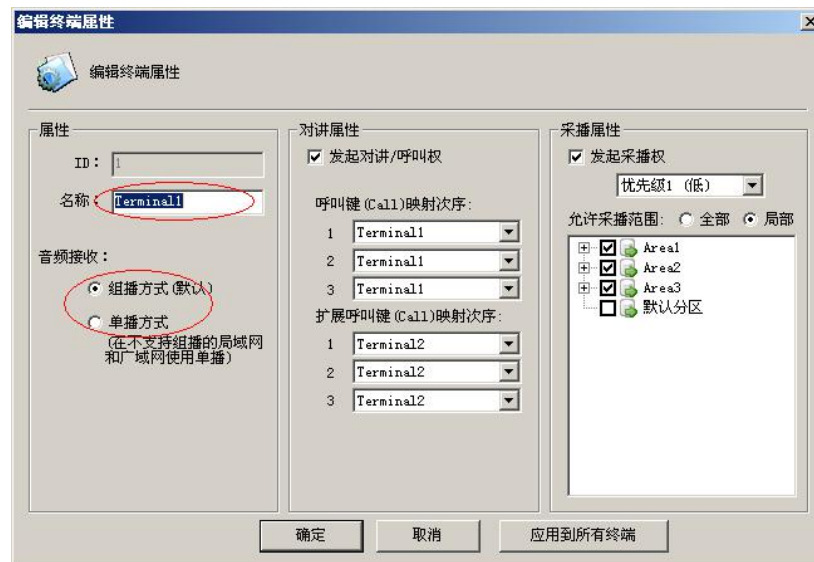 编辑终端属性
编辑终端属性
属性
ID: 1
名称: Terminal1
音频接收:
组播方式(默认)
单播方式
(在不支持组播的局域网
和广域网使用单播)
对讲属性
发起对讲/呼叫权
呼叫键(Call)映射次序:
1 Terminal1
2 Terminal1
3 Terminal1
扩展呼叫键(Call)映射次序:
1 Terminal2
2 Terminal2
3 Terminal2
采播属性
发起采播权
优先级1 (低)
允许采播范围: 全部 局部
Area1
Area2
Area3
默认分区
确定 取消 应用到所有终端